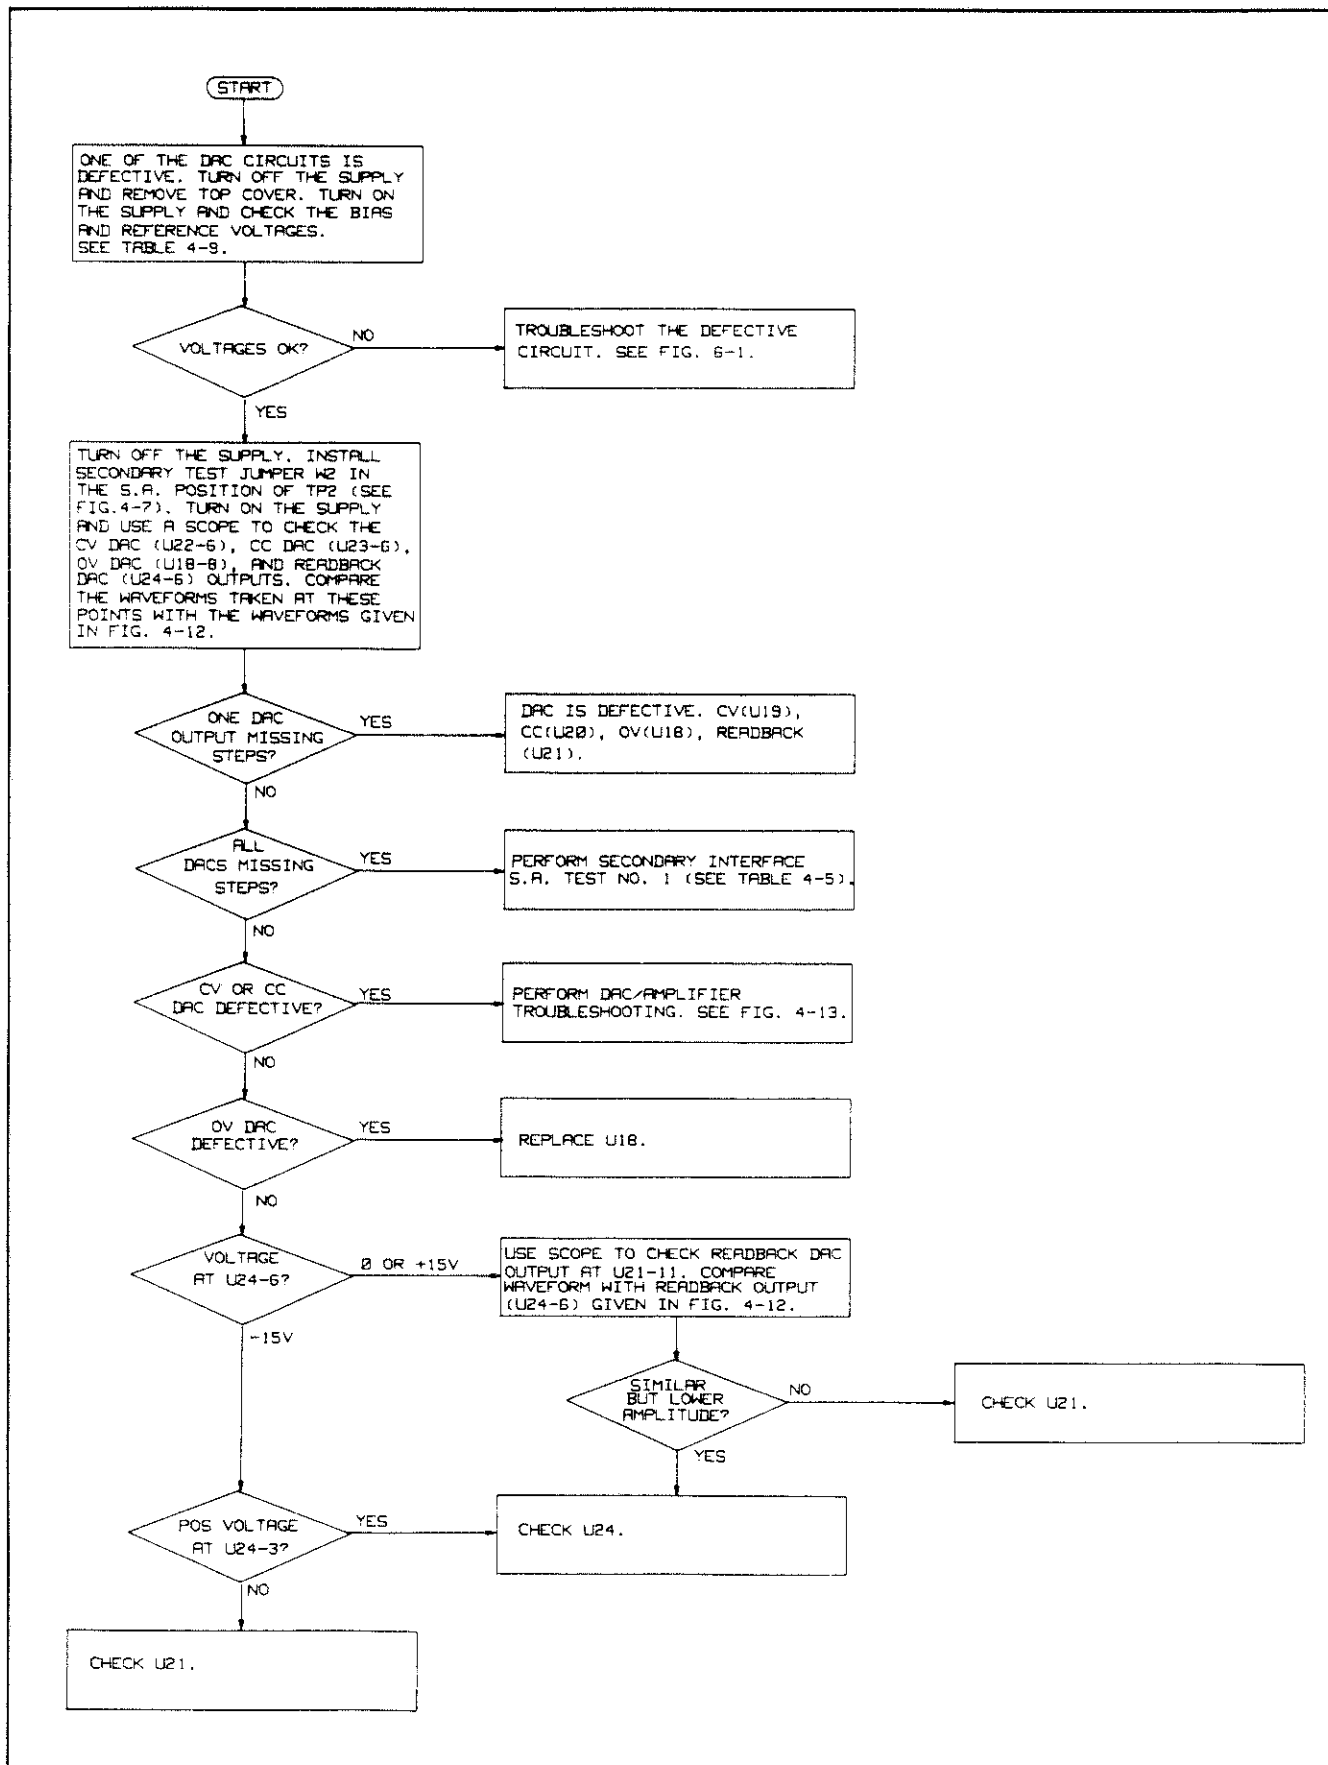 START
ONE OF THE DAC CIRCUITS IS
DEFECTIVE. TURN OFF THE SUPPLY
AND REMOVE TOP COVER. TURN ON
THE SUPPLY AND CHECK THE BIAS
AND REFERENCE VOLTAGES.
SEE TABLE 4-9.
VOLTAGES OK?
NO
TROUBLESHOOT THE DEFECTIVE
CIRCUIT. SEE FIG. 6-1.
YES
TURN OFF THE SUPPLY. INSTALL
SECONDARY TEST JUMPER W2 IN
THE S.A. POSITION OF TP2 (SEE
FIG.4-7). TURN ON THE SUPPLY
AND USE A SCOPE TO CHECK THE
CV DAC (U22-6), CC DAC (U23-6),
OV DAC (U18-8), AND READBACK
DAC (U24-6) OUTPUTS. COMPARE
THE WAVEFORMS TAKEN AT THESE
POINTS WITH THE WAVEFORMS GIVEN
IN FIG. 4-12.
ONE DAC
OUTPUT MISSING
STEPS?
YES
DAC IS DEFECTIVE. CV(U19),
CC(U20), OV(U18), READBACK
(U21).
NO
ALL
DACS MISSING
STEPS?
YES
PERFORM SECONDARY INTERFACE
S.A. TEST NO. 1 (SEE TABLE 4-5).
NO
CV OR CC
DAC DEFECTIVE?
YES
PERFORM DAC/AMPLIFIER
TROUBLESHOOTING. SEE FIG. 4-13.
NO
OV DAC
DEFECTIVE?
YES
REPLACE U18.
NO
VOLTAGE
AT U24-6?
0 OR +15V
USE SCOPE TO CHECK READBACK DAC
OUTPUT AT U21-11. COMPARE
WAVEFORM WITH READBACK OUTPUT
(U24-6) GIVEN IN FIG. 4-12.
-15V
SIMILAR
BUT LOWER
AMPLITUDE?
NO
CHECK U21.
YES
POS VOLTAGE
AT U24-3?
YES
CHECK U24.
NO
CHECK U21.